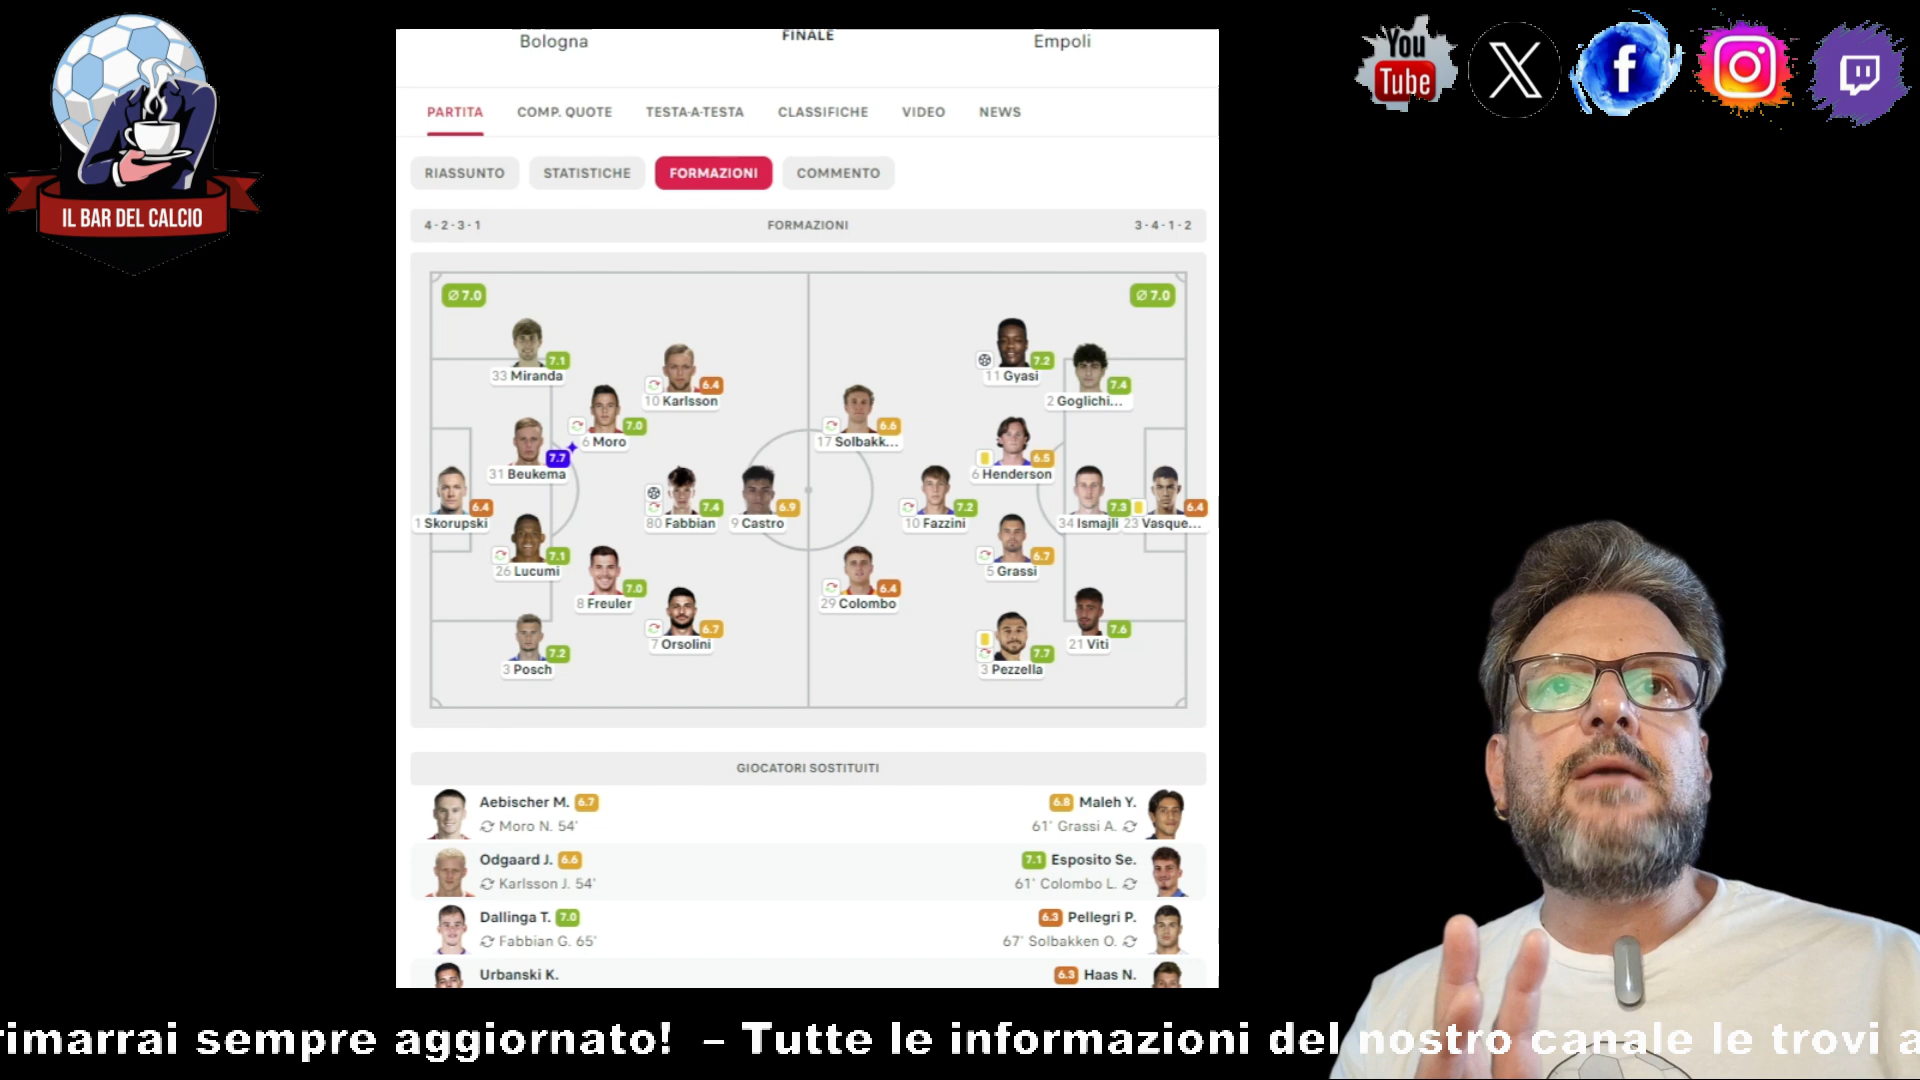 IL BAR DEL CALCIO
You
Tube
Bologna
FINALE
Empoli
PARTITA
COMP. QUOTE
TESTA-A-TESTA
CLASSIFICHE
VIDEO
NEWS
RIASSUNTO
STATISTICHE
FORMAZIONI
COMMENTO
4 - 2 - 3 - 1
FORMAZIONI
3 - 4 - 1 - 2
Ø 7.0
Ø 7.0
7.1
33 Miranda
6.4
10 Karlsson
7.0
6 Moro
7.7
31 Beukema
6.4
1 Skorupski
7.4
80 Fabbian
6.9
9 Castro
7.1
26 Lucumi
7.0
8 Freuler
6.7
7 Orsolini
7.2
3 Posch
7.2
11 Gyasi
7.4
2 Goglichi...
6.6
17 Solbakk...
6.5
6 Henderson
7.2
10 Fazzini
7.3
34 Ismajli
6.4
23 Vasque...
6.7
5 Grassi
6.4
29 Colombo
7.6
21 Viti
7.7
3 Pezzella
GIOCATORI SOSTITUITI
Aebischer M. 6.7
Moro N. 54'
6.8 Maleh Y.
61' Grassi A.
Odgaard J. 6.6
Karlsson J. 54'
7.1 Esposito Se.
61' Colombo L.
Dallinga T. 7.0
Fabbian G. 65'
6.3 Pellegri P.
67' Solbakken O.
Urbanski K.
6.3 Haas N.
rimarrai sempre aggiornato! – Tutte le informazioni del nostro canale le trovi a